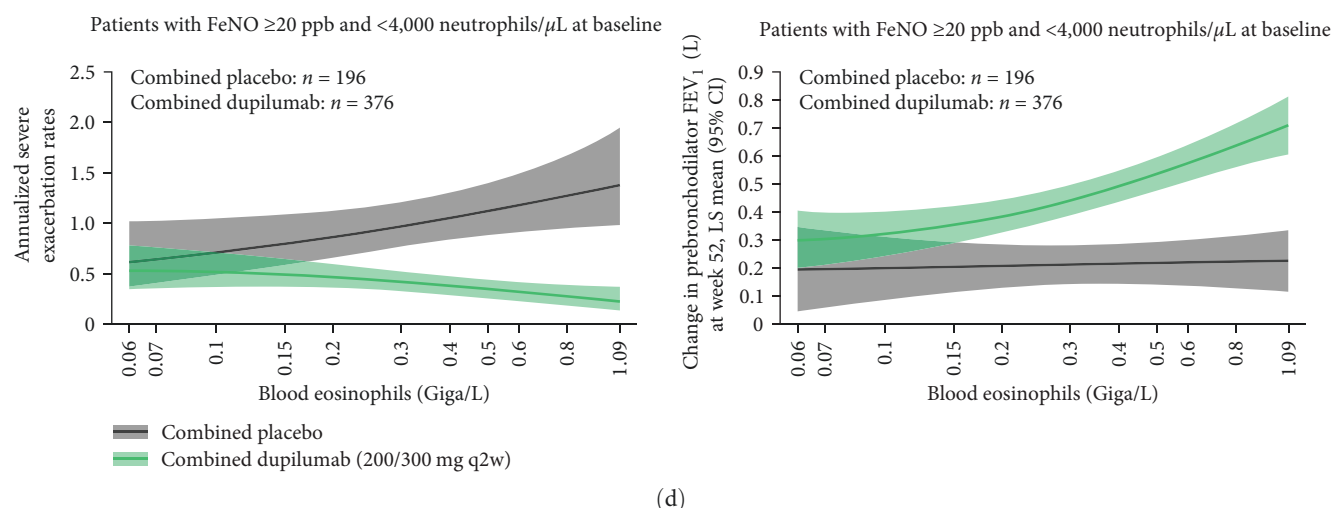 Patients with FeNO ≥20 ppb and <4,000 neutrophils/μL at baseline
Combined placebo: n = 196
Combined dupilumab: n = 376
Annualized severe
exacerbation rates
2.5
2.0
1.5
1.0
0.5
0
0.06
0.07
0.1
0.15
0.2
0.3
0.4
0.5
0.6
0.8
1.09
Blood eosinophils (Giga/L)
Patients with FeNO ≥20 ppb and <4,000 neutrophils/μL at baseline
Combined placebo: n = 196
Combined dupilumab: n = 376
Change in prebronchodilator FEV1 (L)
at week 52, LS mean (95% CI)
0.9
0.8
0.7
0.6
0.5
0.4
0.3
0.2
0.1
0
0.06
0.07
0.1
0.15
0.2
0.3
0.4
0.5
0.6
0.8
1.09
Blood eosinophils (Giga/L)
Combined placebo
Combined dupilumab (200/300 mg q2w)
(d)